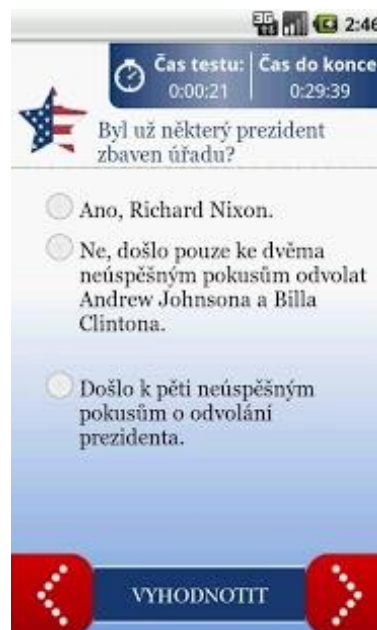 3G 2:46
Čas testu: Čas do konce
0:00:21 0:29:39
Byl už některý prezident
zbaven úřadu?
Ano, Richard Nixon.
Ne, došlo pouze ke dvěma
neúspěšným pokusům odvolat
Andrew Johnsona a Billa
Clintona.
Došlo k pěti neúspěšným
pokusům o odvolání
prezidenta.
VYHODNOTIT